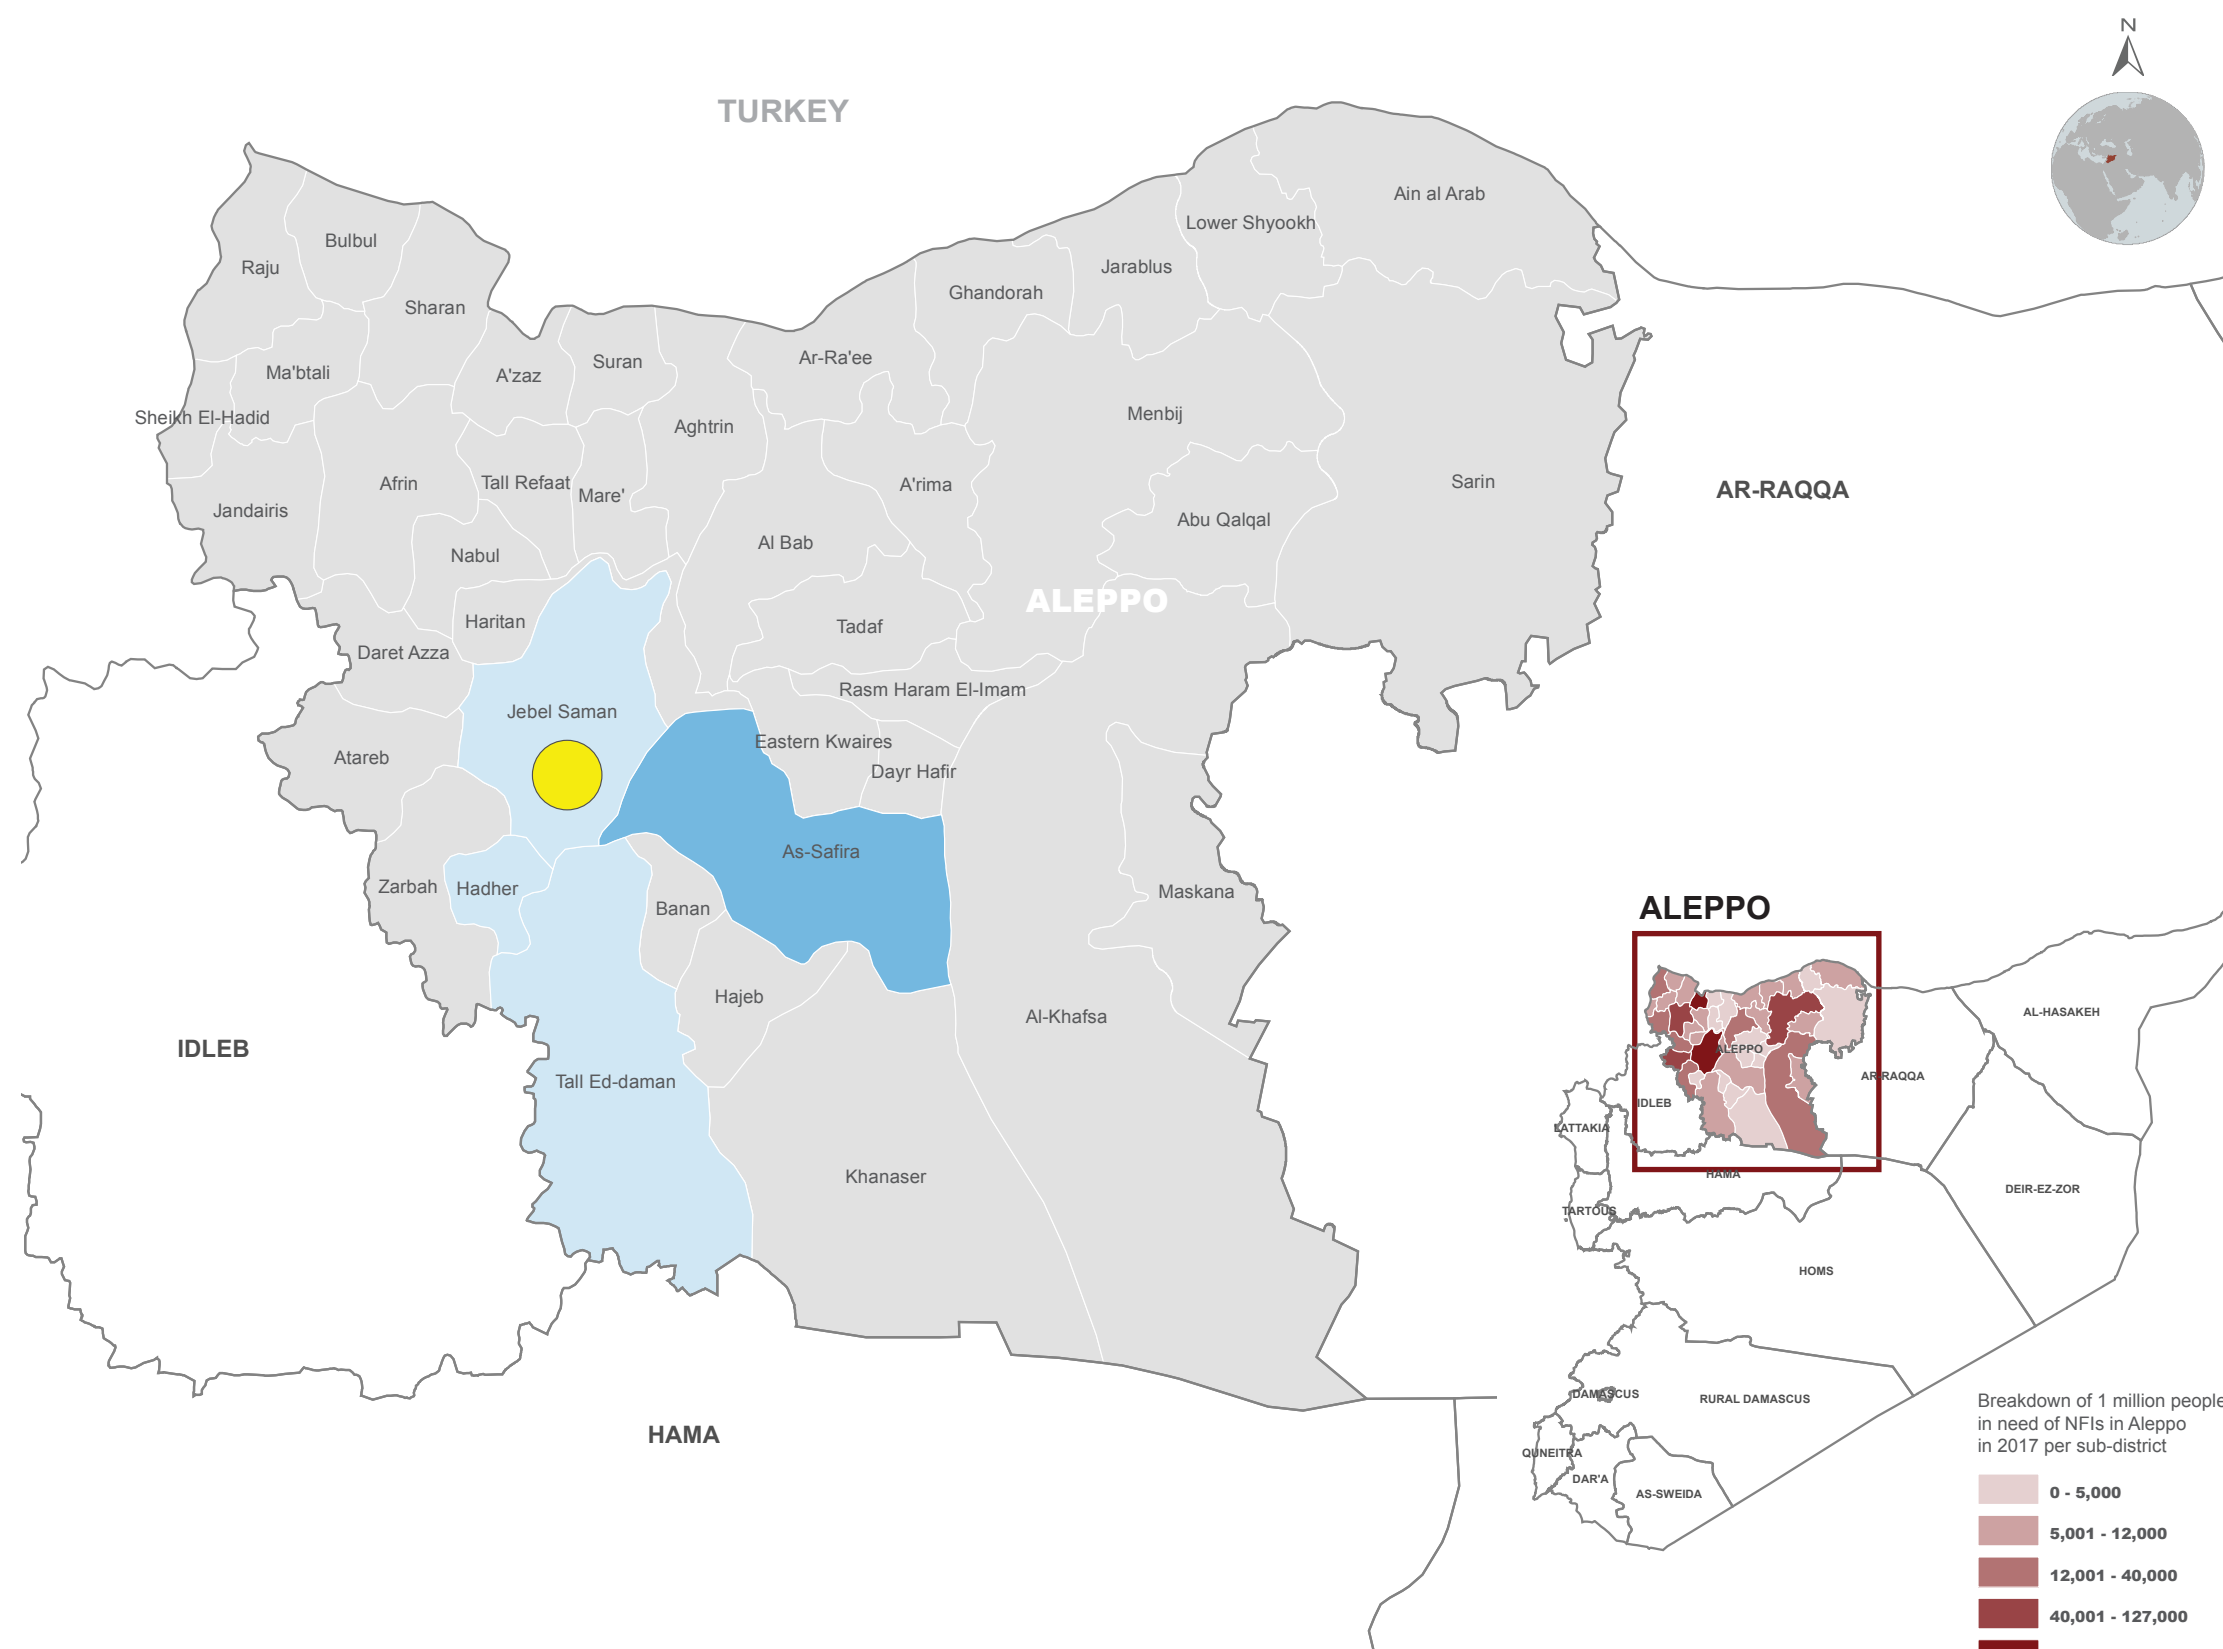 N
TURKEY
Ain al Arab
Lower Shyookh
Bulbul
Raju
Jarablus
Ghandorah
Sharan
Ar-Ra'ee
Suran
Ma'btali
A'zaz
Menbij
Sheikh El-Hadid
Aghtrin
Sarin
Afrin
Tall Refaat
A'rima
AR-RAQQA
Mare'
Jandairis
Abu Qalqal
Al Bab
Nabul
ALEPPO
Haritan
Tadaf
Daret Azza
Rasm Haram El-Imam
Jebel Saman
Eastern Kwaires
Atareb
Dayr Hafir
As-Safira
Zarbah
Hadher
Maskana
Banan
Hajeb
Al-Khafsa
IDLEB
Tall Ed-daman
Khanaser
HAMA
ALEPPO
AL-HASAKEH
ALEPPO
AR-RAQQA
IDLEB
LATTAKIA
HAMA
DEIR-EZ-ZOR
TARTOUS
HOMS
DAMASCUS
RURAL DAMASCUS
QUNEITRA
DAR'A
AS-SWEIDA
Breakdown of 1 million people
in need of NFIs in Aleppo
in 2017 per sub-district
0 - 5,000
5,001 - 12,000
12,001 - 40,000
40,001 - 127,000